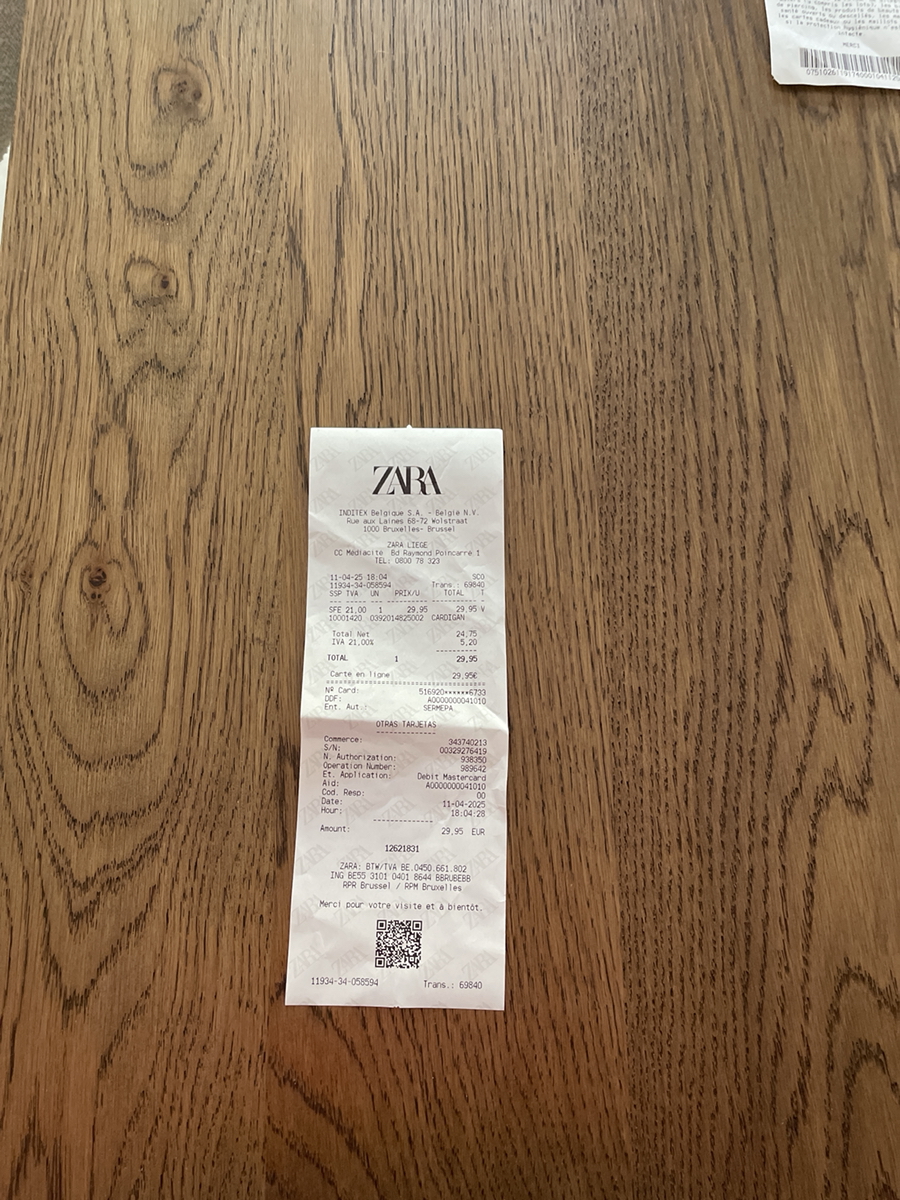 ZARA
INDITEX Belgique S.A. - België N.V.
Rue aux Laines 68-72 Wolstraat
1000 Bruxelles- Brussel
ZARA LIEGE
CC Médiacité Bd Raymond Poincarré 1
TEL: 0800 78 323
11-04-25 18:04 SCO
11934-34-058594 Trans.: 69840
SSP TVA UN PRIX/U TOTAL T
SFE 21,00 1 29,95 29,95 V
10001420 0392014825002 CARDIGAN
Total Net 24,75
IVA 21,00% 5,20
TOTAL 1 29,95
Carte en ligne 29,95€
Nº Card: 516920******6733
DDF: A0000000041010
Ent. Aut.: SERMEPA
OTRAS TARJETAS
Commerce: 343740213
S/N: 00329276419
N. Authorization: 938350
Operation Number: 989642
Et. Application: Debit Mastercard
Aid: A0000000041010
Cod. Resp: 00
Date: 11-04-2025
Hour: 18:04:28
Amount: 29,95 EUR
12621831
ZARA: BTW/TVA BE.0450.661.802
ING BE55 3101 0401 8644 BBRUBEBB
RPR Brussel / RPM Bruxelles
Merci pour votre visite et à bientôt.
11934-34-058594 Trans.: 69840
MERCI